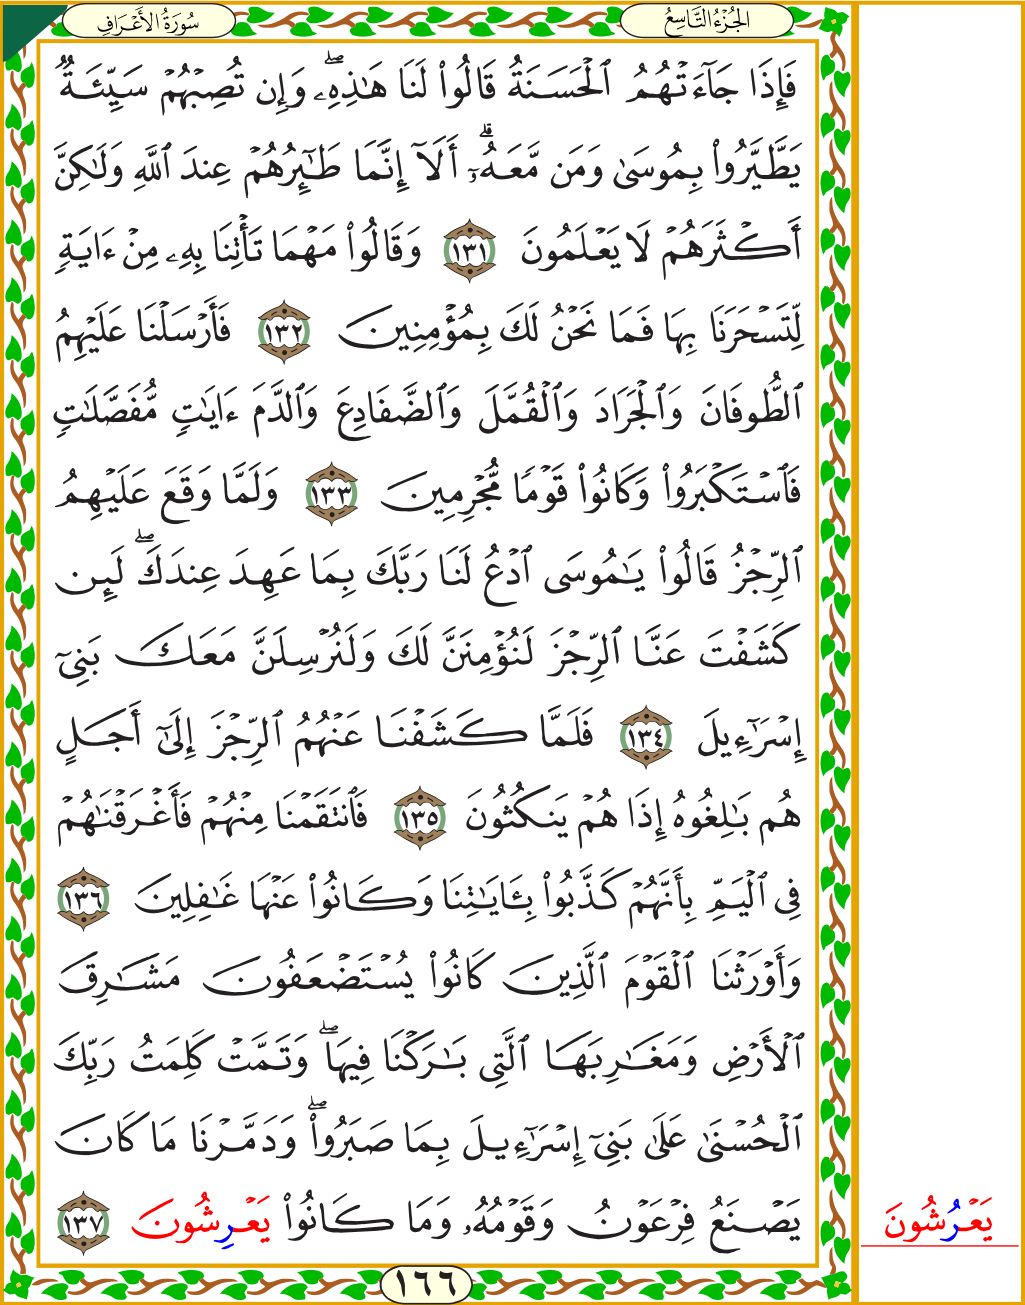 سُورَةُ الأَعْرَافِ
الجُزْءُ التَّاسِعُ
فَإِذَا جَآءَتْهُمُ ٱلْحَسَنَةُ قَالُوا۟ لَنَا هَـٰذِهِۦ ۖ وَإِن تُصِبْهُمْ سَيِّئَةٌ
يَطَّيَّرُوا۟ بِمُوسَىٰ وَمَن مَّعَهُۥٓ ۗ أَلَآ إِنَّمَا طَـٰٓئِرُهُمْ عِندَ ٱللَّهِ وَلَـٰكِنَّ
أَكْثَرَهُمْ لَا يَعْلَمُونَ ١٣١ وَقَالُوا۟ مَهْمَا تَأْتِنَا بِهِۦ مِنْ ءَايَةٍ
لِّتَسْحَرَنَا بِهَا فَمَا نَحْنُ لَكَ بِمُؤْمِنِينَ ١٣٢ فَأَرْسَلْنَا عَلَيْهِمُ
ٱلطُّوفَانَ وَٱلْجَرَادَ وَٱلْقُمَّلَ وَٱلضَّفَادِعَ وَٱلدَّمَ ءَايَـٰتٍ مُّفَصَّلَـٰتٍ
فَٱسْتَكْبَرُوا۟ وَكَانُوا۟ قَوْمًا مُّجْرِمِينَ ١٣٣ وَلَمَّا وَقَعَ عَلَيْهِمُ
ٱلرِّجْزُ قَالُوا۟ يَـٰمُوسَى ٱدْعُ لَنَا رَبَّكَ بِمَا عَهِدَ عِندَكَ ۖ لَئِن
كَشَفْتَ عَنَّا ٱلرِّجْزَ لَنُؤْمِنَنَّ لَكَ وَلَنُرْسِلَنَّ مَعَكَ بَنِىٓ
إِسْرَٰٓءِيلَ ١٣٤ فَلَمَّا كَشَفْنَا عَنْهُمُ ٱلرِّجْزَ إِلَىٰٓ أَجَلٍ
هُم بَـٰلِغُوهُ إِذَا هُمْ يَنكُثُونَ ١٣٥ فَٱنتَقَمْنَا مِنْهُمْ فَأَغْرَقْنَـٰهُمْ
فِى ٱلْيَمِّ بِأَنَّهُمْ كَذَّبُوا۟ بِـَٔايَـٰتِنَا وَكَانُوا۟ عَنْهَا غَـٰفِلِينَ ١٣٦
وَأَوْرَثْنَا ٱلْقَوْمَ ٱلَّذِينَ كَانُوا۟ يُسْتَضْعَفُونَ مَشَـٰرِقَ
ٱلْأَرْضِ وَمَغَـٰرِبَهَا ٱلَّتِى بَـٰرَكْنَا فِيهَا ۖ وَتَمَّتْ كَلِمَتُ رَبِّكَ
ٱلْحُسْنَىٰ عَلَىٰ بَنِىٓ إِسْرَٰٓءِيلَ بِمَا صَبَرُوا۟ ۖ وَدَمَّرْنَا مَا كَانَ
يَصْنَعُ فِرْعَوْنُ وَقَوْمُهُۥ وَمَا كَانُوا۟ يَعْرِشُونَ ١٣٧
يَعْرُشُونَ
١٦٦